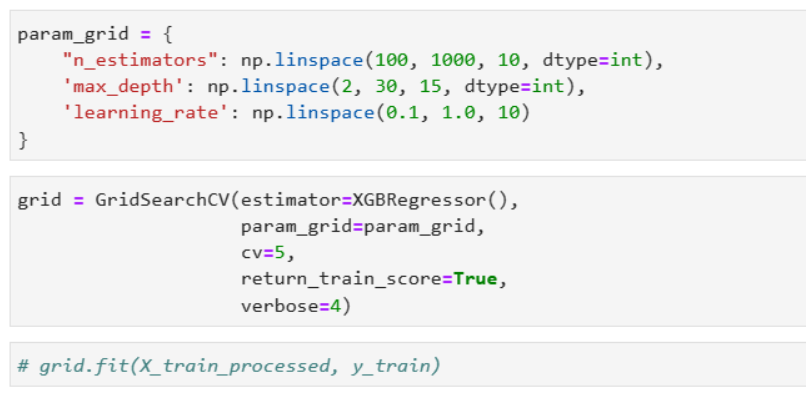 param_grid = {
    "n_estimators": np.linspace(100, 1000, 10, dtype=int),
    'max_depth': np.linspace(2, 30, 15, dtype=int),
    'learning_rate': np.linspace(0.1, 1.0, 10)
}
grid = GridSearchCV(estimator=XGBRegressor(),
                    param_grid=param_grid,
                    cv=5,
                    return_train_score=True,
                    verbose=4)
# grid.fit(X_train_processed, y_train)